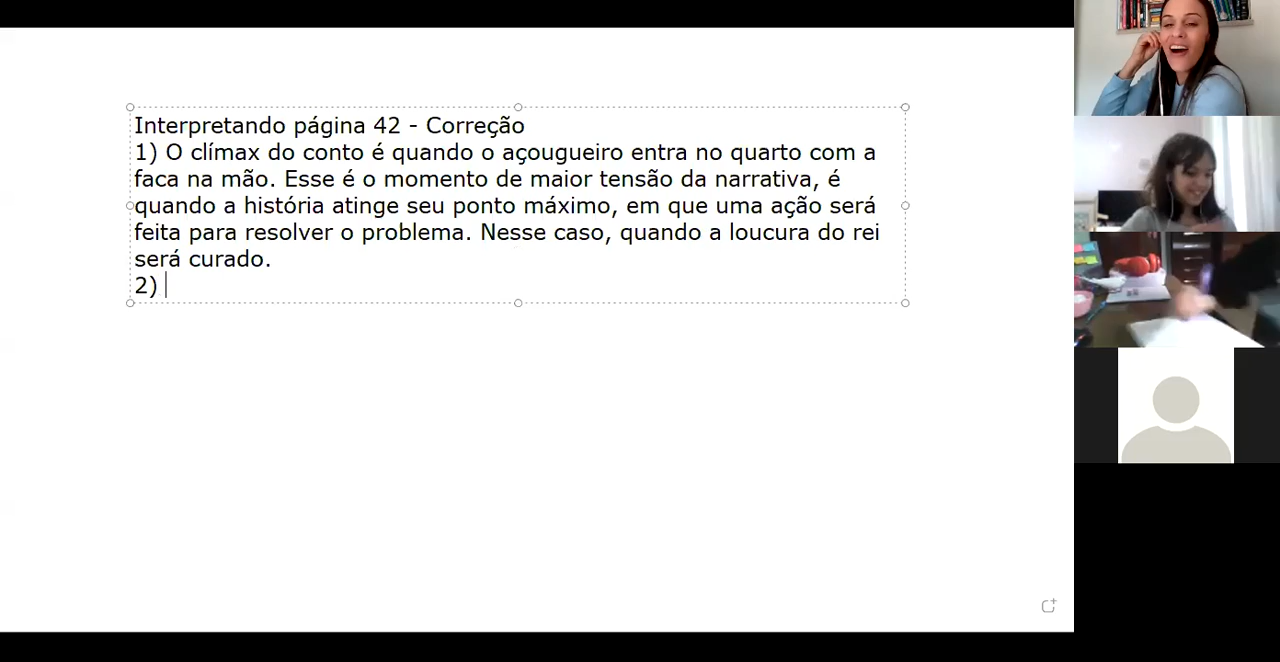 Interpretando página 42 - Correção
1) O clímax do conto é quando o açougueiro entra no quarto com a
faca na mão. Esse é o momento de maior tensão da narrativa, é
quando a história atinge seu ponto máximo, em que uma ação será
feita para resolver o problema. Nesse caso, quando a loucura do rei
será curado.
2)